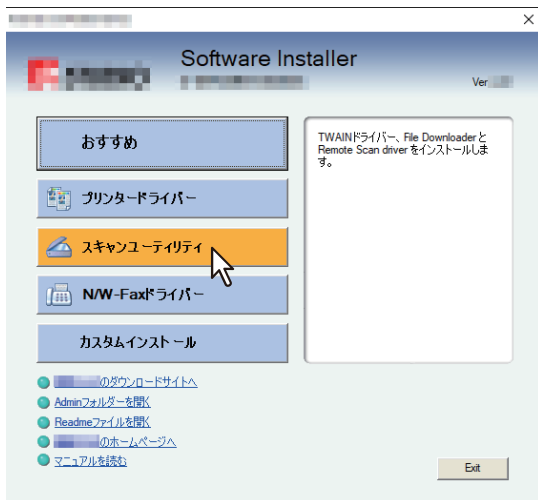 Software Installer
Ver
おすすめ
プリンタードライバー
スキャンユーティリティ
N/W-Faxドライバー
カスタムインストール
TWAINドライバー、File Downloaderと
Remote Scan driverをインストールしま
す。
のダウンロードサイトへ
Adminフォルダーを開く
Readmeファイルを開く
のホームページへ
マニュアルを読む
Exit